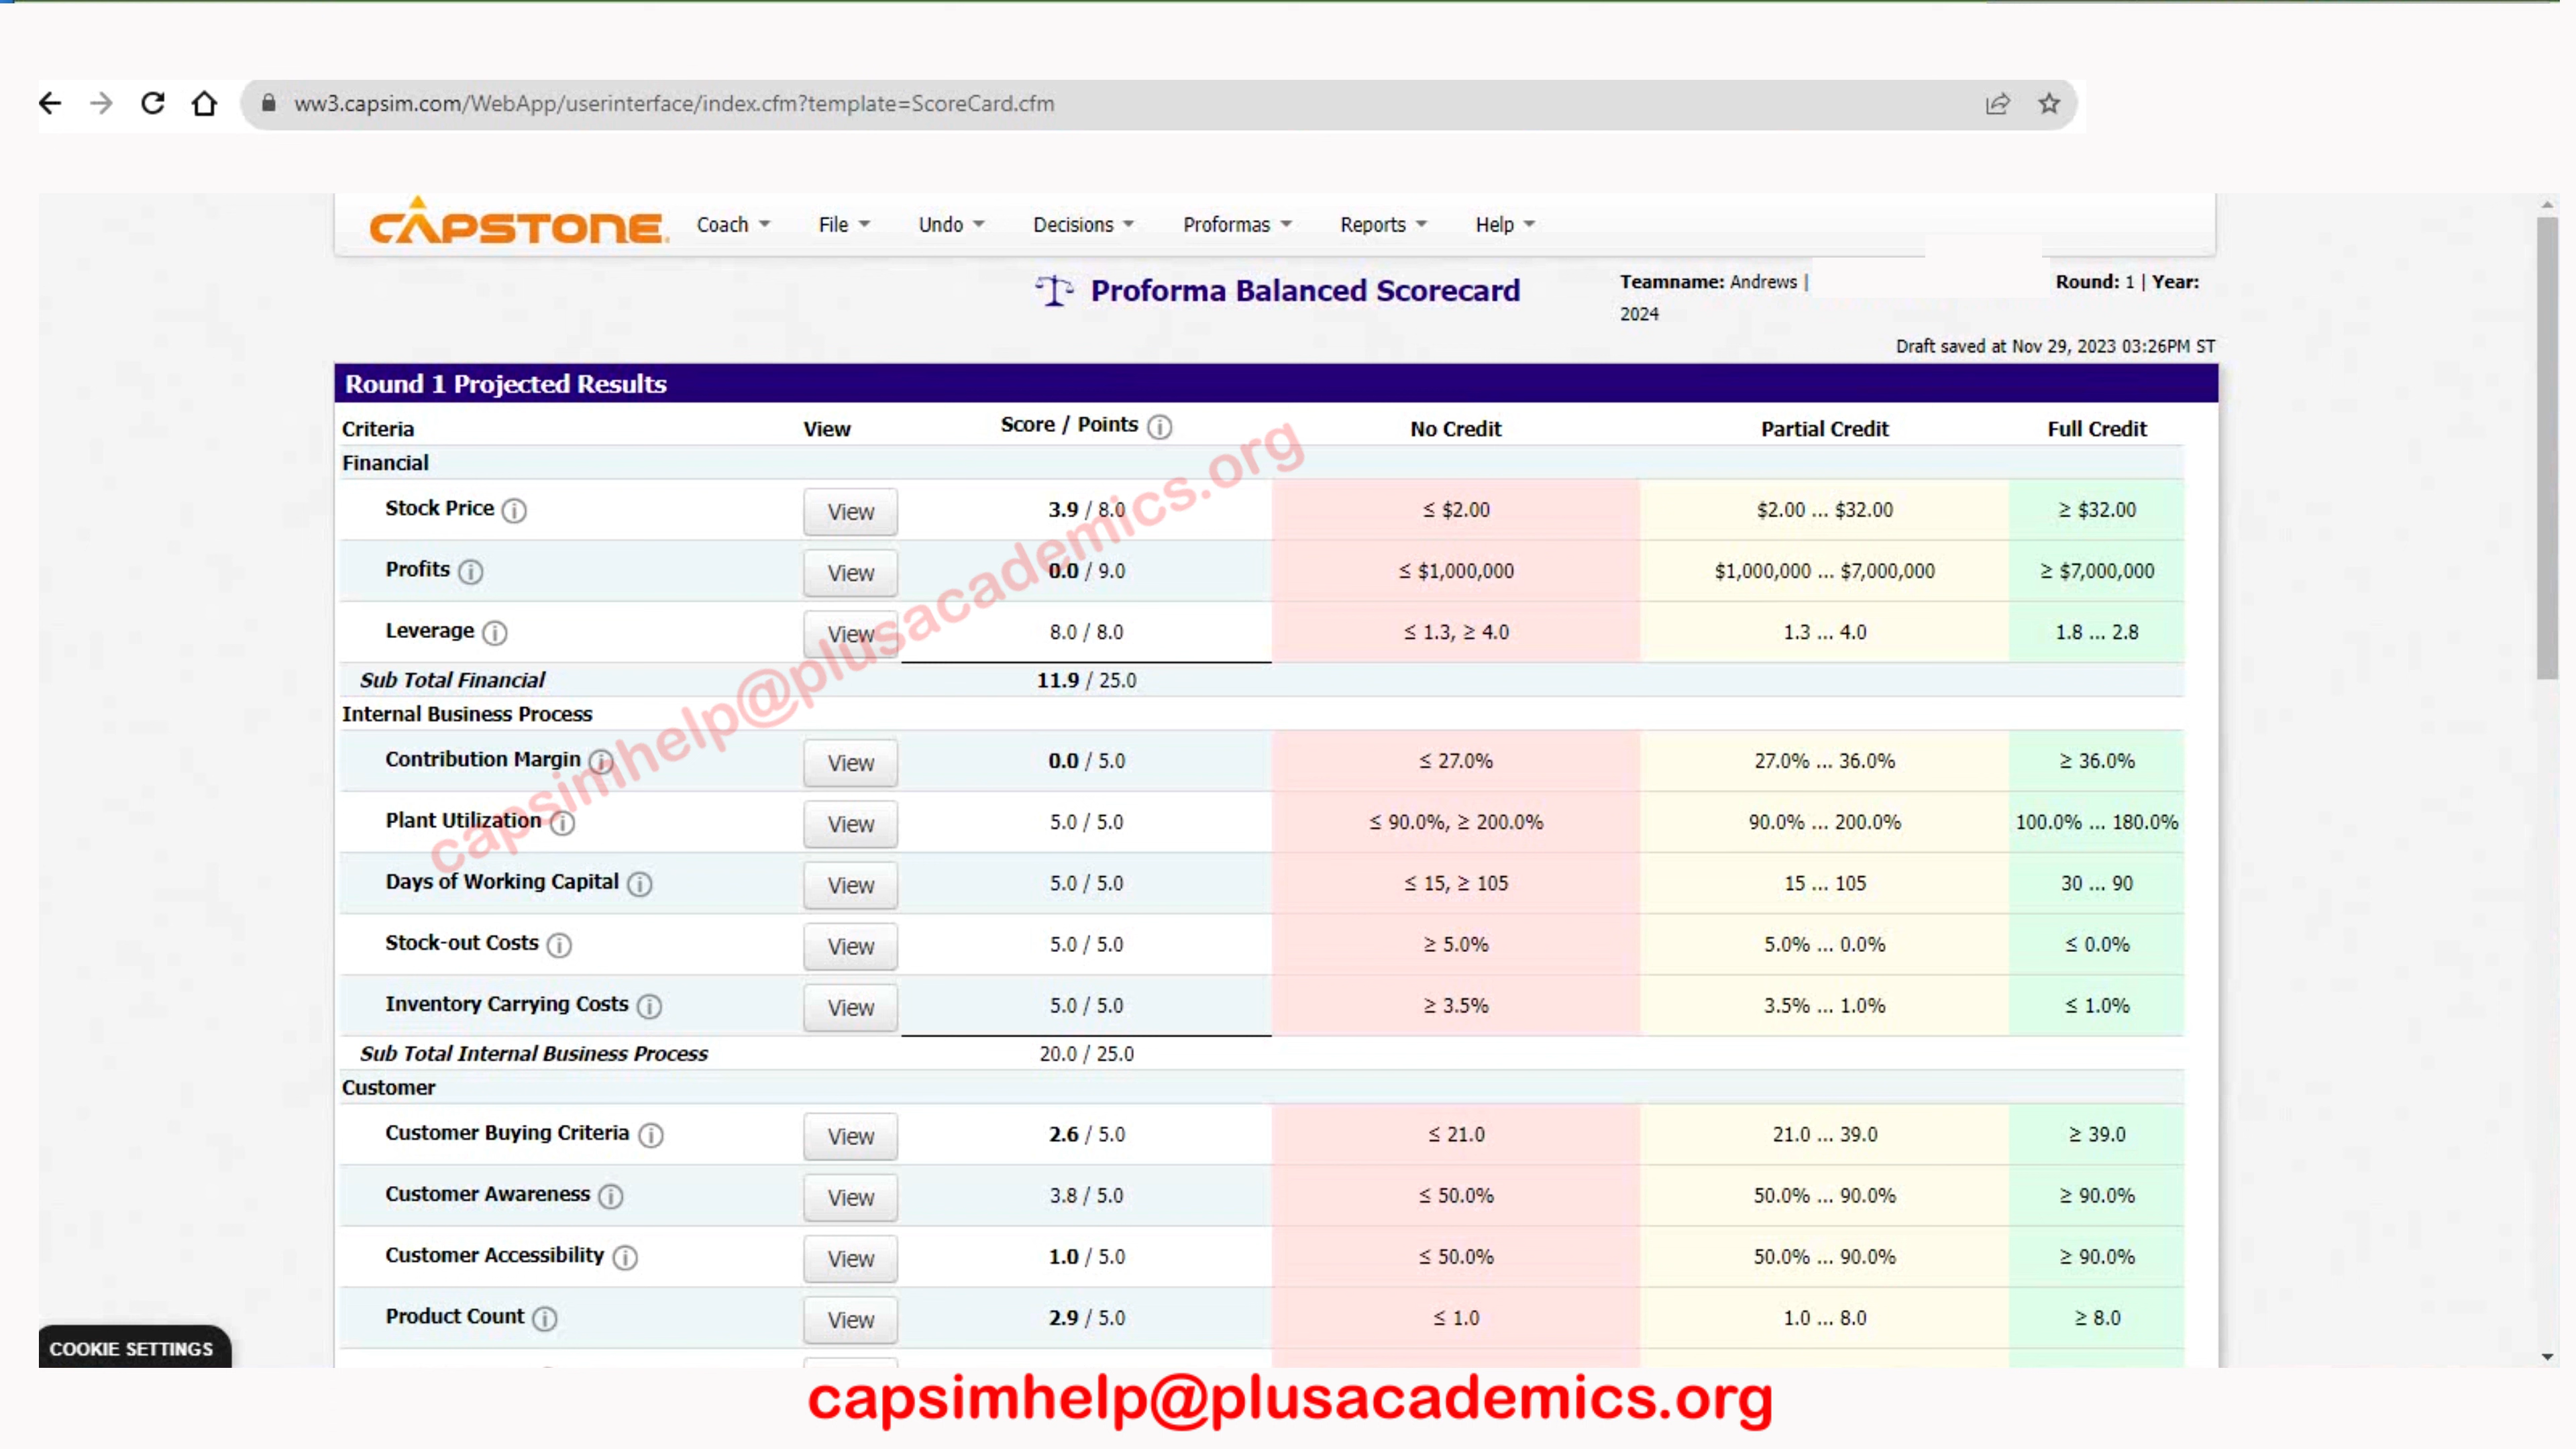 ww3.capsim.com/WebApp/userinterface/index.cfm?template=ScoreCard.cfm
CAPSTONE. Coach File Undo Decisions Proformas Reports Help
Proforma Balanced Scorecard
Teamname: Andrews | Round: 1 | Year:
2024
Draft saved at Nov 29, 2023 03:26PM ST
Round 1 Projected Results
Criteria View Score / Points No Credit Partial Credit Full Credit
Financial
Stock Price View 3.9 / 8.0 ≤ $2.00 $2.00 ... $32.00 ≥ $32.00
Profits View 0.0 / 9.0 ≤ $1,000,000 $1,000,000 ... $7,000,000 ≥ $7,000,000
Leverage View 8.0 / 8.0 ≤ 1.3, ≥ 4.0 1.3 ... 4.0 1.8 ... 2.8
Sub Total Financial 11.9 / 25.0
Internal Business Process
Contribution Margin View 0.0 / 5.0 ≤ 27.0% 27.0% ... 36.0% ≥ 36.0%
Plant Utilization View 5.0 / 5.0 ≤ 90.0%, ≥ 200.0% 90.0% ... 200.0% 100.0% ... 180.0%
Days of Working Capital View 5.0 / 5.0 ≤ 15, ≥ 105 15 ... 105 30 ... 90
Stock-out Costs View 5.0 / 5.0 ≥ 5.0% 5.0% ... 0.0% ≤ 0.0%
Inventory Carrying Costs View 5.0 / 5.0 ≥ 3.5% 3.5% ... 1.0% ≤ 1.0%
Sub Total Internal Business Process 20.0 / 25.0
Customer
Customer Buying Criteria View 2.6 / 5.0 ≤ 21.0 21.0 ... 39.0 ≥ 39.0
Customer Awareness View 3.8 / 5.0 ≤ 50.0% 50.0% ... 90.0% ≥ 90.0%
Customer Accessibility View 1.0 / 5.0 ≤ 50.0% 50.0% ... 90.0% ≥ 90.0%
Product Count View 2.9 / 5.0 ≤ 1.0 1.0 ... 8.0 ≥ 8.0
COOKIE SETTINGS
capsimhelp@plusacademics.org
capsimhelp@plusacademics.org